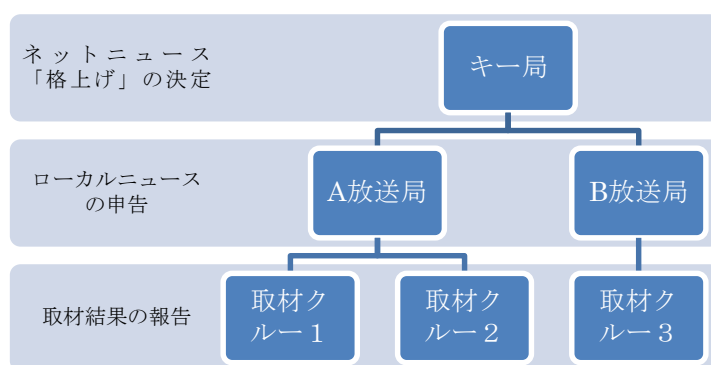 ネットニュース
「格上げ」の決定
キー局
ローカルニュース
の申告
A放送局
B放送局
取材結果の報告
取材ク
ルー１
取材ク
ルー２
取材ク
ルー３